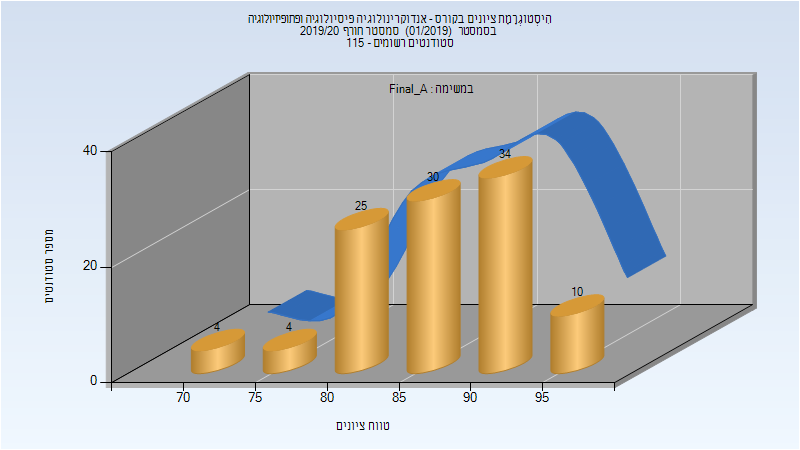 היסטוגרמת ציונים בקורס - אנדוקרינולוגיה פיסיולוגיה ופתופיזיולוגיה
בסמסטר (01/2019) סמסטר חורף 2019/20
סטודנטים רשומים - 115
במשימה : Final_A
40
20
0
מספר סטודנטים
4
4
25
30
34
10
70 75 80 85 90 95
טווח ציונים